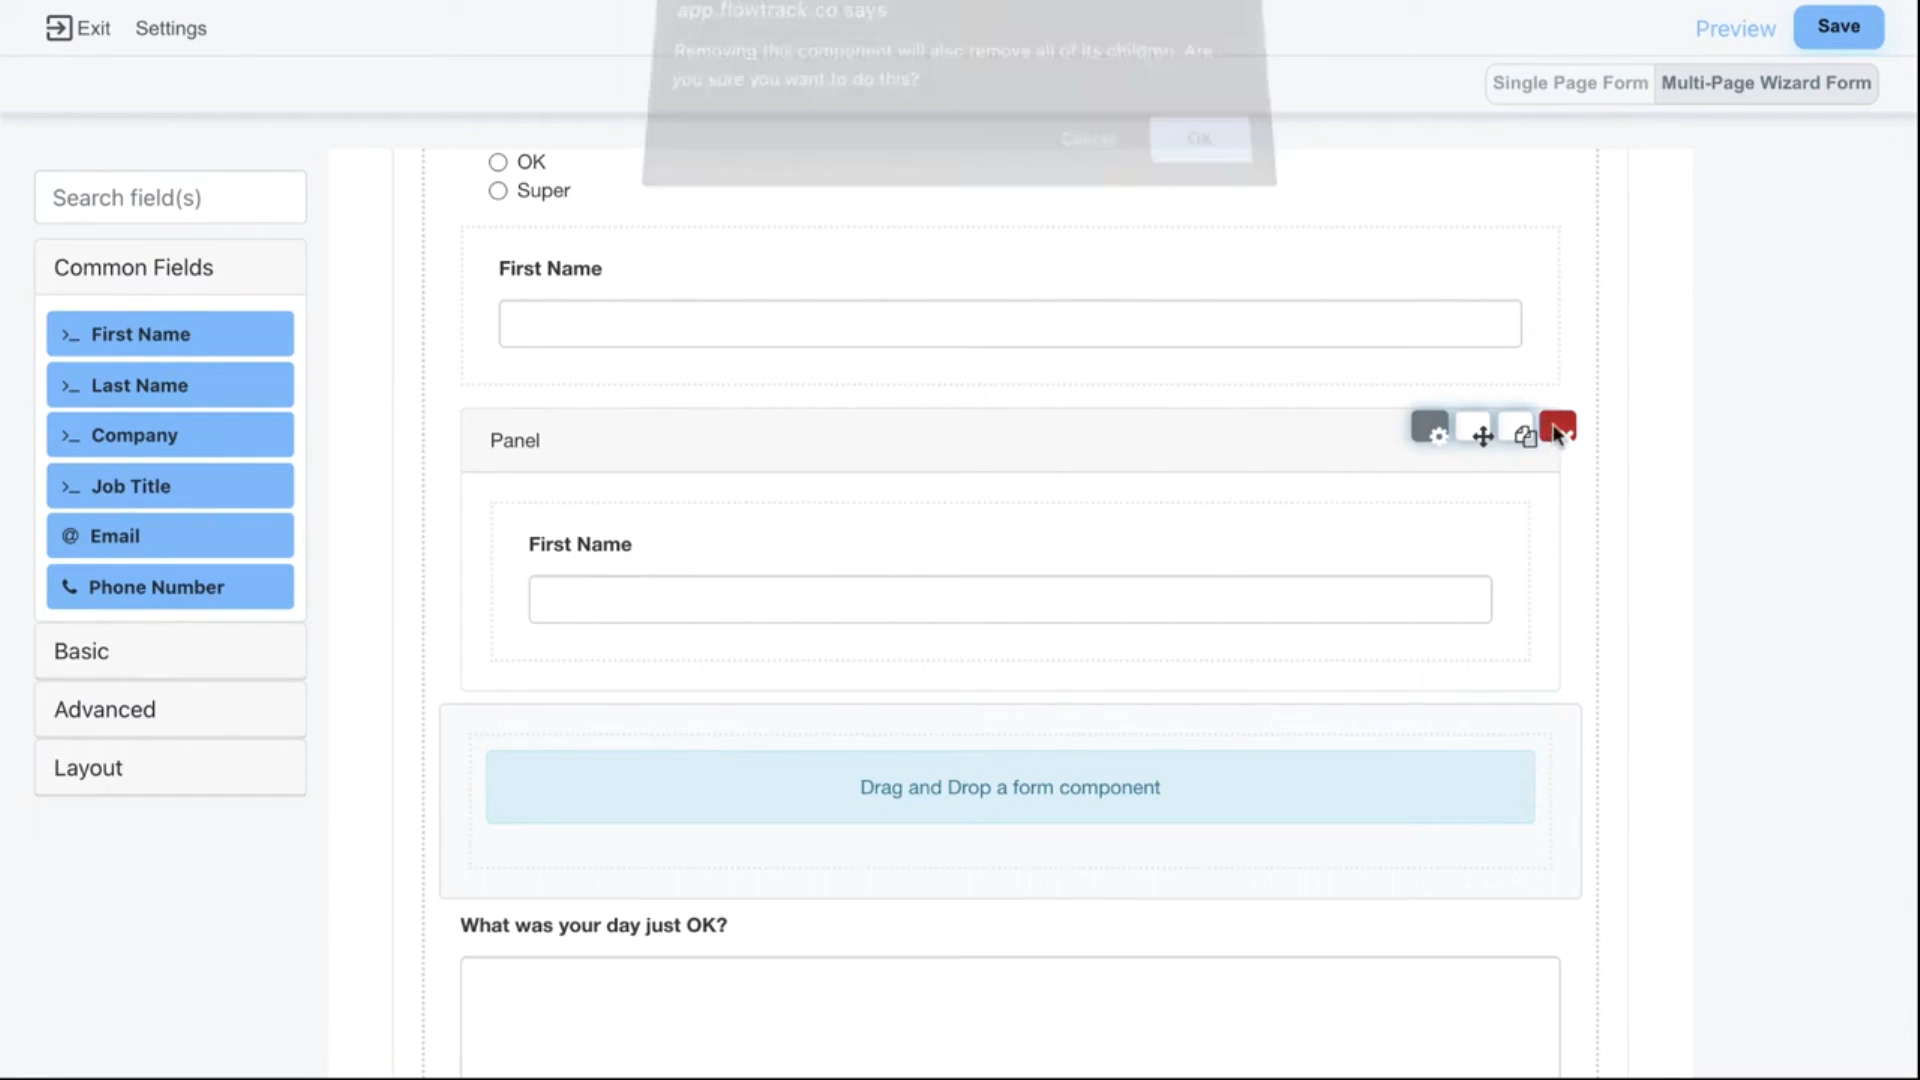 Exit
Settings
app.flowtrack.co says
Removing this component will also remove all of its children. Are
you sure you want to do this?
Cancel
OK
Preview
Save
Single Page Form
Multi-Page Wizard Form
Search field(s)
Common Fields
>_ First Name
>_ Last Name
>_ Company
>_ Job Title
@ Email
Phone Number
Basic
Advanced
Layout
OK
Super
First Name
Panel
First Name
Drag and Drop a form component
What was your day just OK?